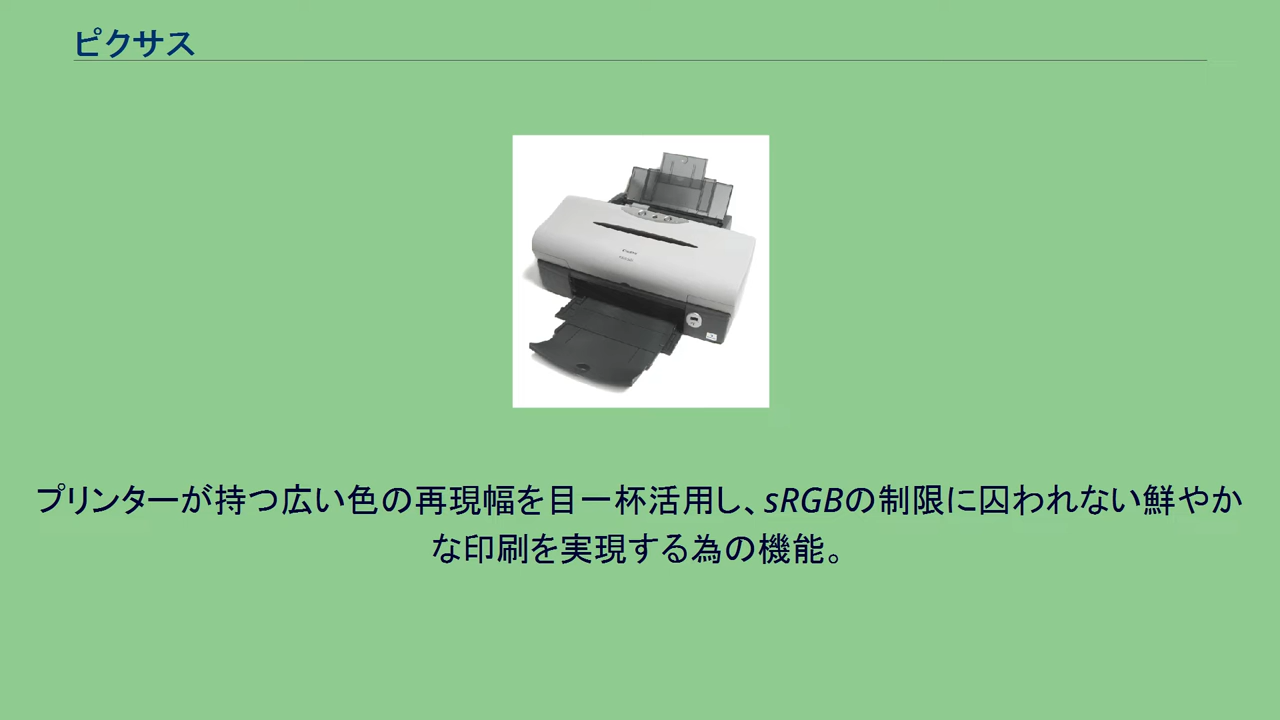 ピクサス
プリンターが持つ広い色の再現幅を目一杯活用し、sRGBの制限に囚われない鮮やか
な印刷を実現する為の機能。